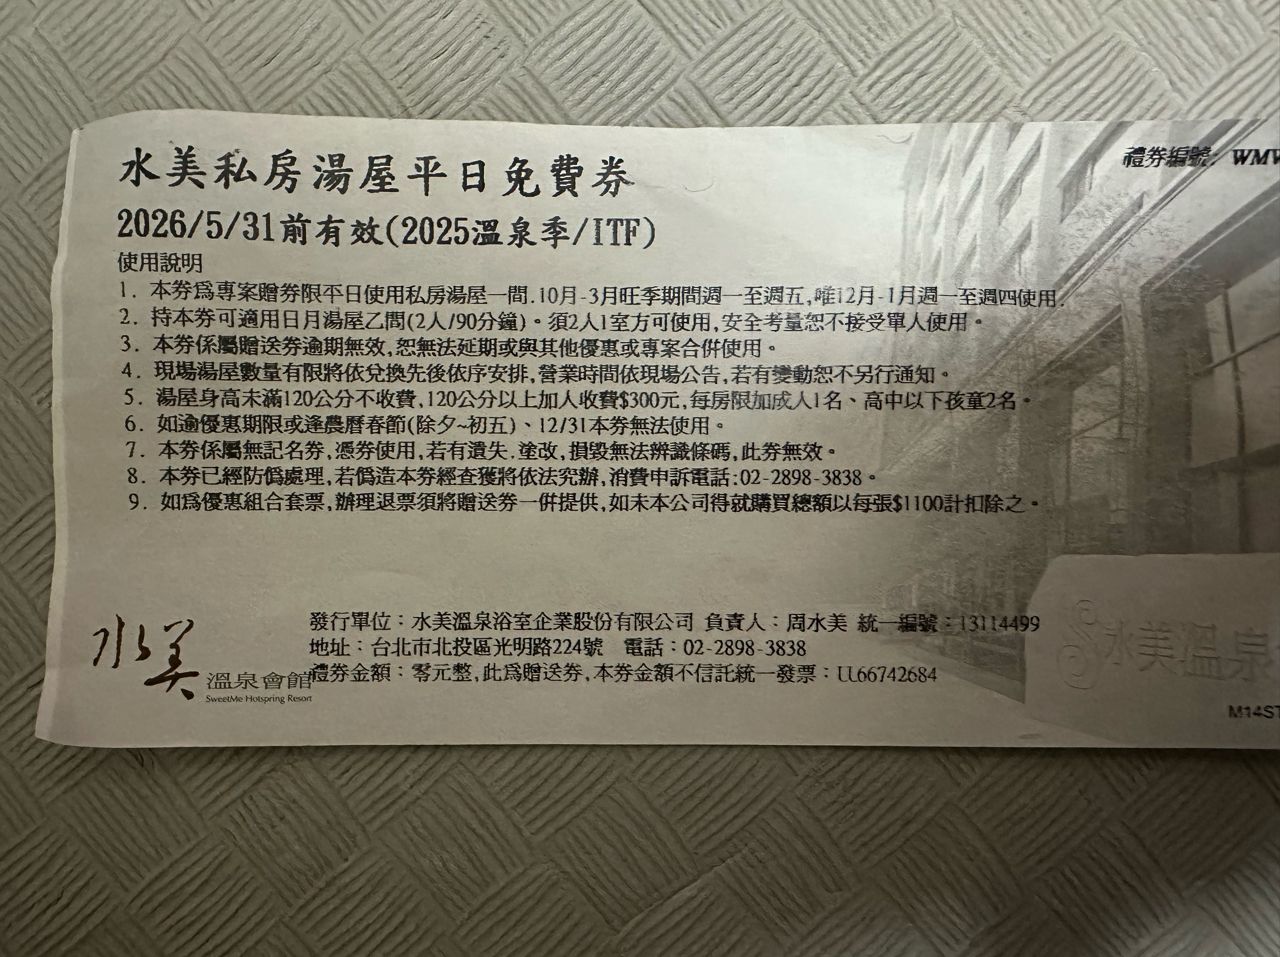 水美私房湯屋平日免費券
禮券編號: WMV
2026/5/31前有效(2025溫泉季/ITF)
使用說明
1. 本券為專案贈券限平日使用私房湯屋一間.10月-3月旺季期間週一至週五,唯12月-1月週一至週四使用.
2. 持本券可適用日月湯屋乙間(2人/90分鐘)。須2人1室方可使用,安全考量恕不接受單人使用。
3. 本券係屬贈送券逾期無效,恕無法延期或與其他優惠或專案合併使用。
4. 現場湯屋數量有限將依兌換先後依序安排,營業時間依現場公告,若有變動恕不另行通知。
5. 湯屋身高未滿120公分不收費,120公分以上加人收費$300元,每房限加成人1名、高中以下孩童2名。
6. 如逾優惠期限或逢農曆春節(除夕~初五)、12/31本券無法使用。
7. 本券係屬無記名券,憑券使用,若有遺失.塗改,損毀無法辨識條碼,此券無效。
8. 本券已經防偽處理,若偽造本券經查獲將依法究辦,消費申訴電話:02-2898-3838。
9. 如為優惠組合套票,辦理退票須將贈送券一併提供,如未本公司得就購買總額以每張$1100計扣除之。
水美
溫泉會館
SweetMe Hotspring Resort
發行單位：水美溫泉浴室企業股份有限公司 負責人：周水美 統一編號：13114499
地址：台北市北投區光明路224號 電話：02-2898-3838
禮券金額：零元整,此為贈送券,本券金額不信託統一發票：UU66742684
水美溫泉
M14ST